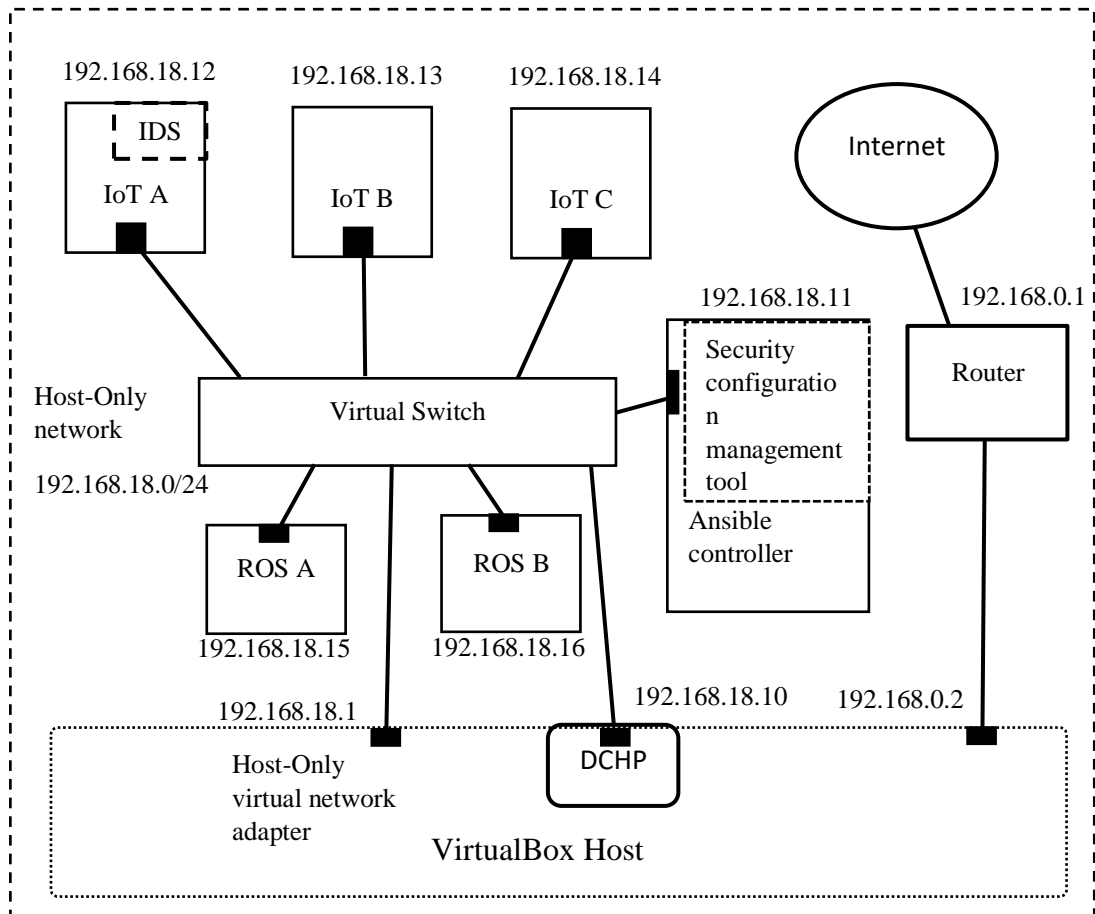 192.168.18.12
192.168.18.13
192.168.18.14
IDS
IoT A
IoT B
IoT C
Internet
192.168.18.11
192.168.0.1
Security
configuratio
n
management
tool
Ansible
controller
Router
Host-Only
network
192.168.18.0/24
Virtual Switch
ROS A
ROS B
192.168.18.15
192.168.18.16
192.168.18.1
192.168.18.10
192.168.0.2
Host-Only
virtual network
adapter
DCHP
VirtualBox Host